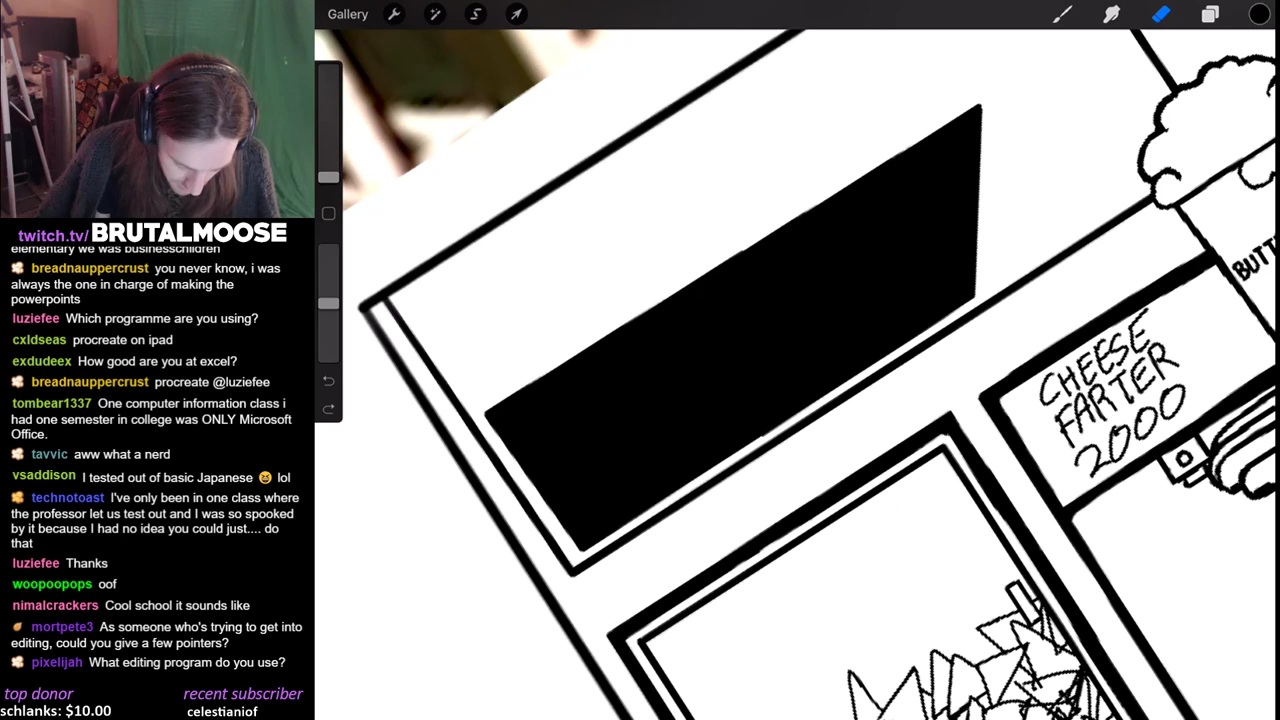 Gallery
twitch.tv/BRUTALMOOSE
elementary we was businesschildren
breadnauppercrust you never know, i was
always the one in charge of making the
powerpoints
luziefee Which programme are you using?
cxldseas procreate on ipad
exdudeex How good are you at excel?
breadnauppercrust procreate @luziefee
tombear1337 One computer information class i
had one semester in college was ONLY Microsoft
Office.
tavvic aww what a nerd
vsaddison I tested out of basic Japanese 😆 lol
technotoast I've only been in one class where
the professor let us test out and I was so spooked
by it because I had no idea you could just.... do
that
luziefee Thanks
woopoopops oof
nimalcrackers Cool school it sounds like
mortpete3 As someone who's trying to get into
editing, could you give a few pointers?
pixelijah What editing program do you use?
top donor
schlanks: $10.00
recent subscriber
celestianiof
BUTT
CHEESE
FARTER
2000